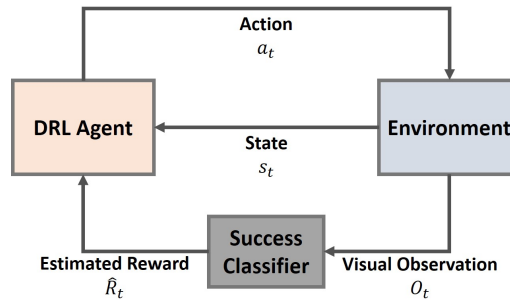 Action
a_t
DRL Agent
Environment
State
s_t
Success
Classifier
Estimated Reward
R̂_t
Visual Observation
O_t